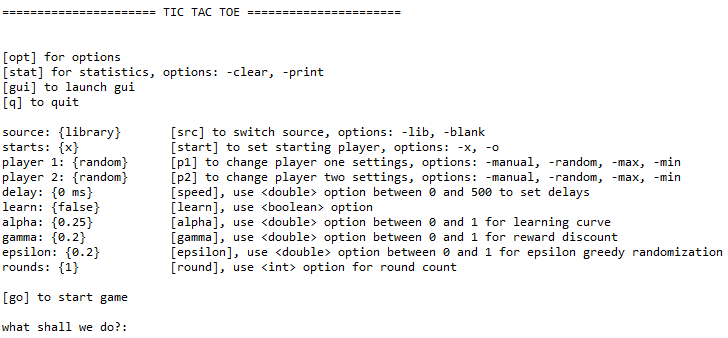 ====================== TIC TAC TOE ======================
[opt] for options
[stat] for statistics, options: -clear, -print
[gui] to launch gui
[q] to quit
source: {library} [src] to switch source, options: -lib, -blank
starts: {x} [start] to set starting player, options: -x, -o
player 1: {random} [p1] to change player one settings, options: -manual, -random, -max, -min
player 2: {random} [p2] to change player two settings, options: -manual, -random, -max, -min
delay: {0 ms} [speed], use <double> option between 0 and 500 to set delays
learn: {false} [learn], use <boolean> option
alpha: {0.25} [alpha], use <double> option between 0 and 1 for learning curve
gamma: {0.2} [gamma], use <double> option between 0 and 1 for reward discount
epsilon: {0.2} [epsilon], use <double> option between 0 and 1 for epsilon greedy randomization
rounds: {1} [round], use <int> option for round count
[go] to start game
what shall we do?: